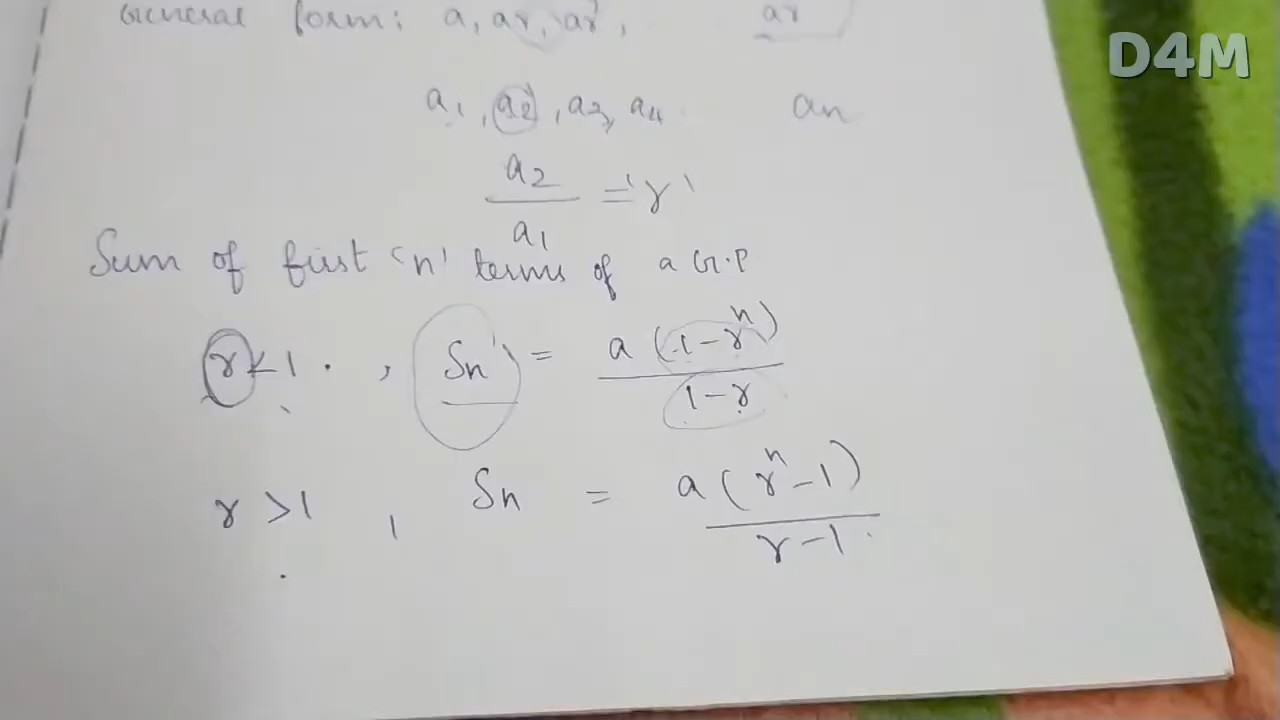 General form: a, ar, ar², ar
D4M
a₁, a₂, a₃, a₄ aₙ
a₂/a₁ = 'r'
Sum of first 'n' terms of a G.P
r < 1. , Sₙ = a(1-rⁿ)/1-r
r > 1 , Sₙ = a(rⁿ-1)/r-1